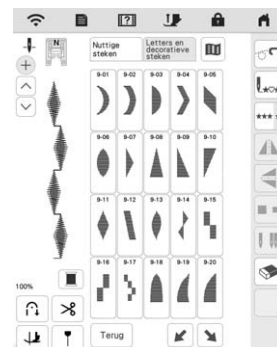 N
Nuttige
steken
Letters en
decoratieve
steken
9-01 9-02 9-03 9-04 9-05
9-06 9-07 9-08 9-09 9-10
9-11 9-12 9-13 9-14 9-15
9-16 9-17 9-18 9-19 9-20
100%
Terug